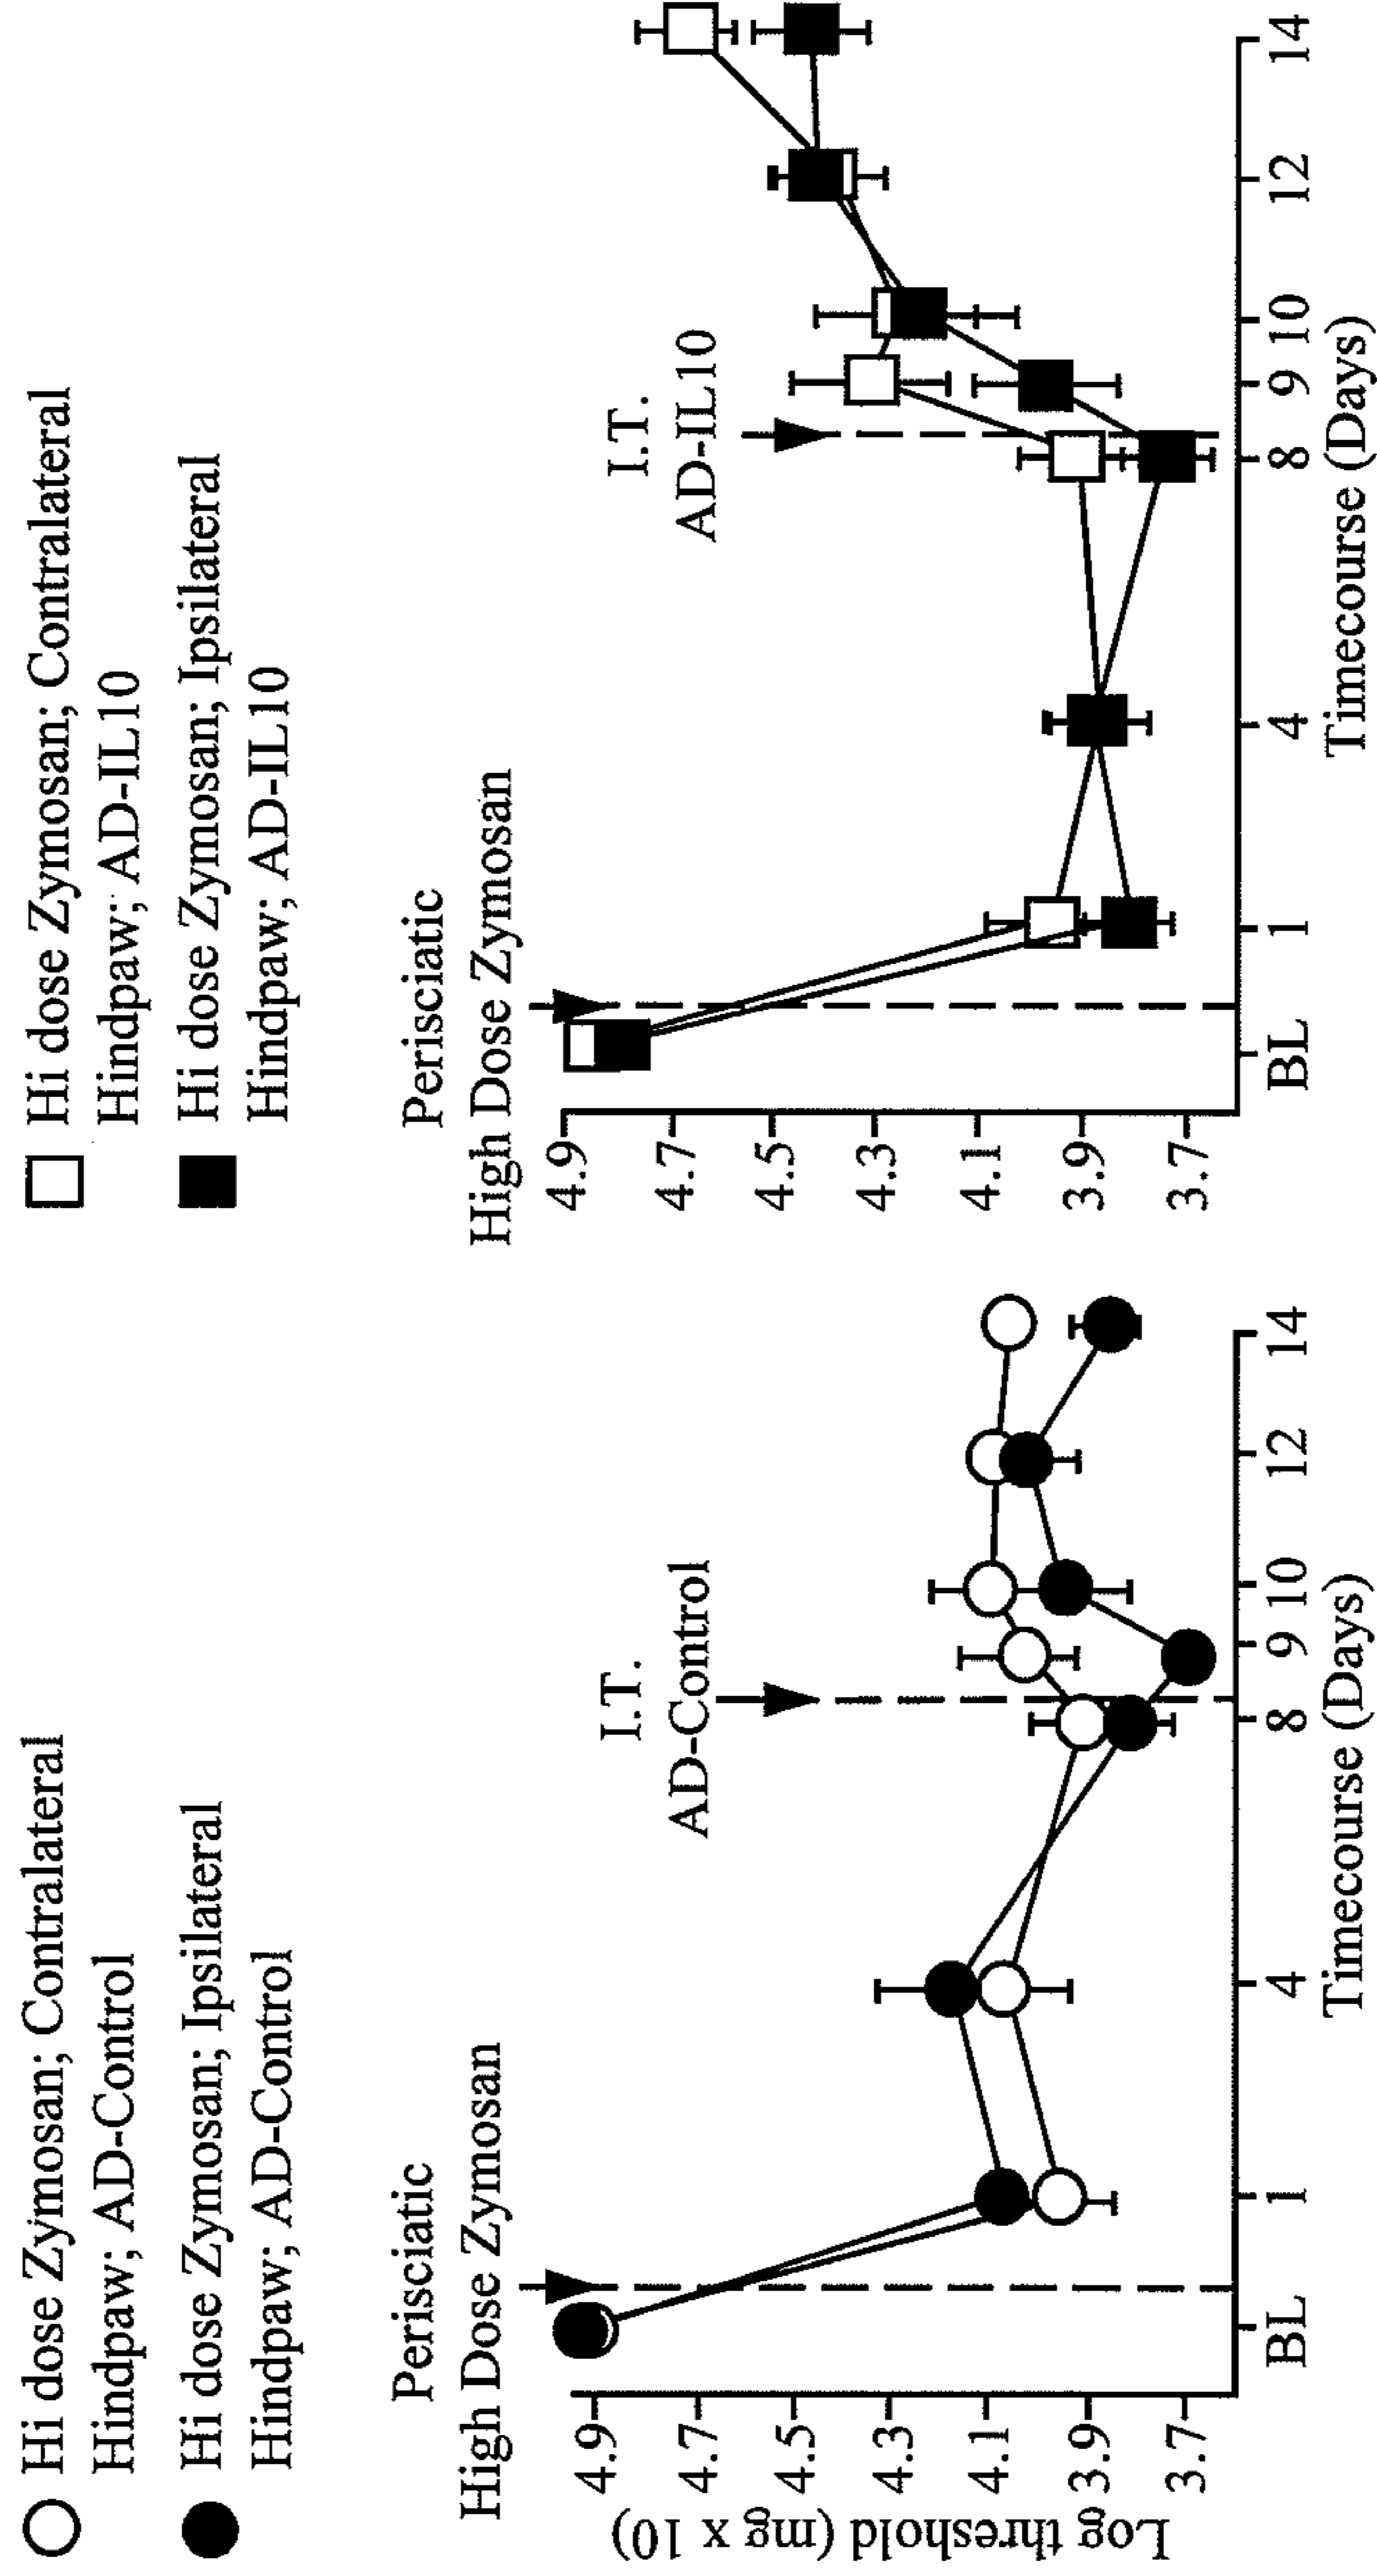 Hi dose Zymosan; Contralateral
Hindpaw; AD-Control
Hi dose Zymosan; Ipsilateral
Hindpaw; AD-Control
Perisciatic
High Dose Zymosan
I.T.
AD-Control
Log threshold (mg x 10)
4.9
4.7
4.5
4.3
4.1
3.9
3.7
BL
1
4
8
9
10
12
14
Timecourse (Days)
Hi dose Zymosan; Contralateral
Hindpaw; AD-IL10
Hi dose Zymosan; Ipsilateral
Hindpaw; AD-IL10
Perisciatic
High Dose Zymosan
I.T.
AD-IL10
4.9
4.7
4.5
4.3
4.1
3.9
3.7
BL
1
4
8
9
10
12
14
Timecourse (Days)